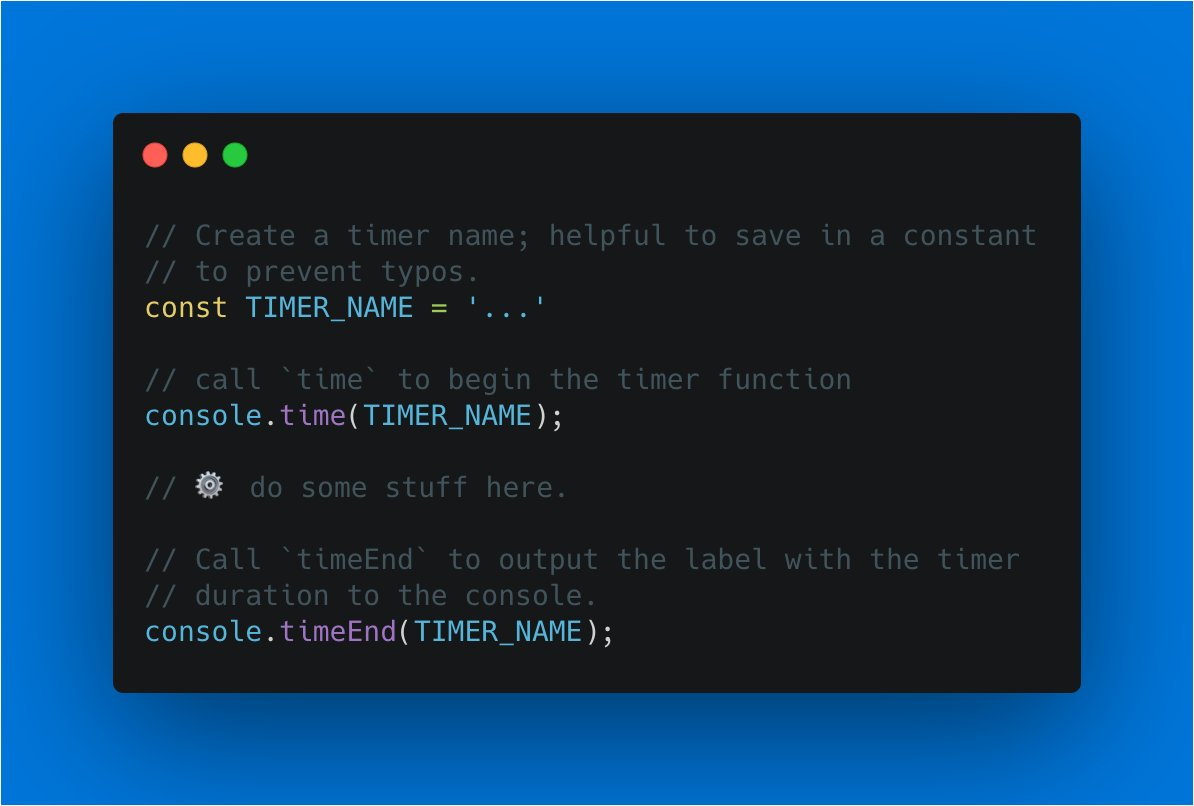 // Create a timer name; helpful to save in a constant
// to prevent typos.
const TIMER_NAME = '...'
// call `time` to begin the timer function
console.time(TIMER_NAME);
// ⚙️ do some stuff here.
// Call `timeEnd` to output the label with the timer
// duration to the console.
console.timeEnd(TIMER_NAME);